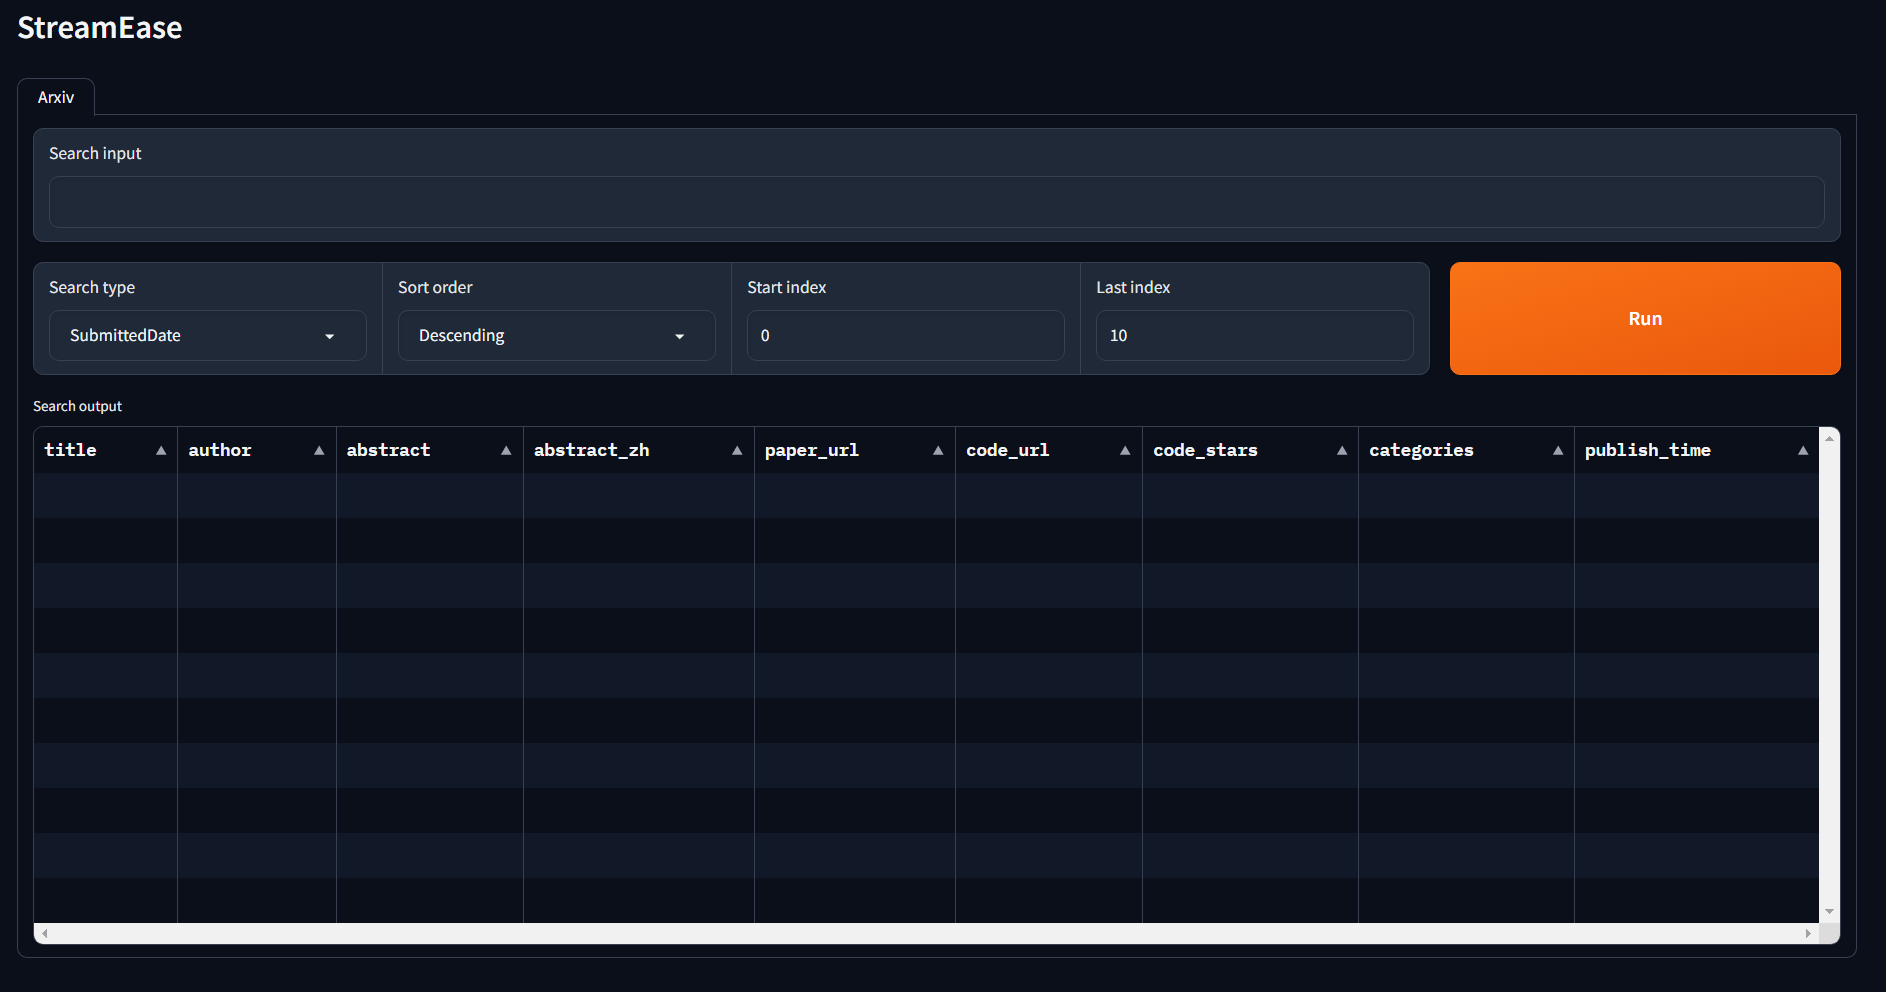 StreamEase
Arxiv
Search input
Search type Sort order Start index Last index
SubmittedDate Descending 0 10
Run
Search output
title author abstract abstract_zh paper_url code_url code_stars categories publish_time